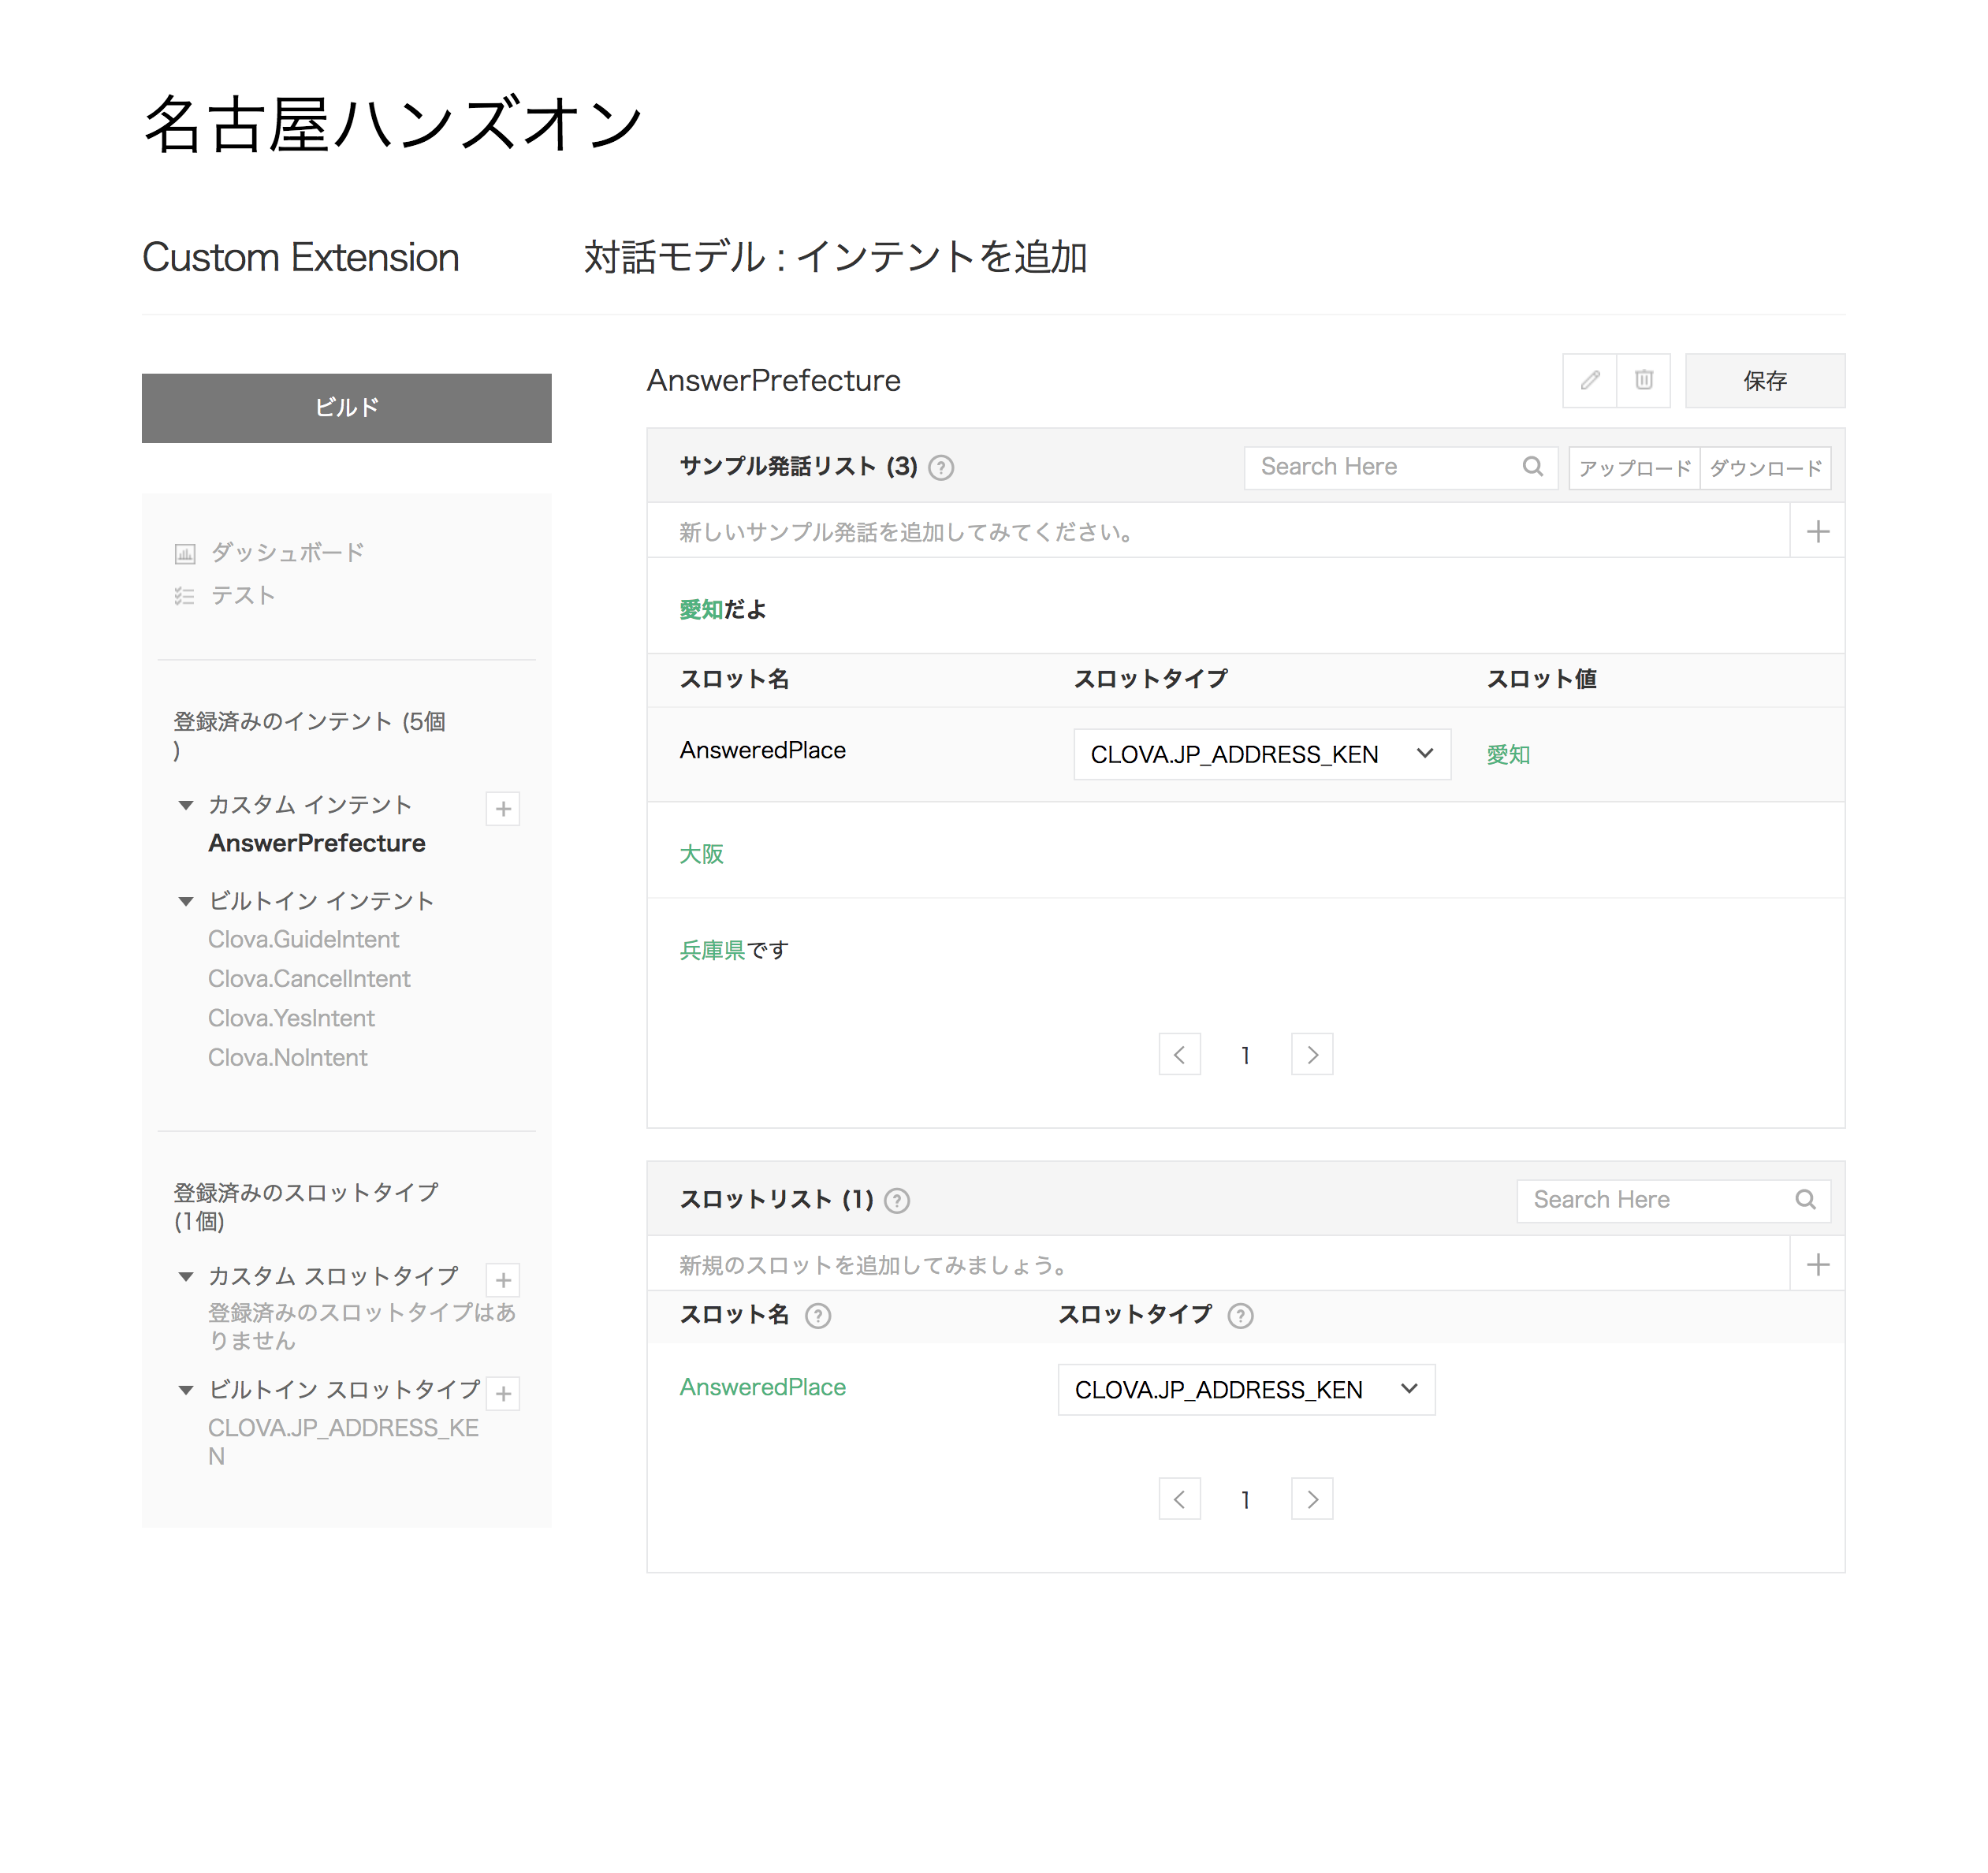 名古屋ハンズオン
Custom Extension
対話モデル : インテントを追加
ビルド
ダッシュボード
テスト
登録済みのインテント (5個
)
カスタム インテント
AnswerPrefecture
ビルトイン インテント
Clova.GuideIntent
Clova.CancelIntent
Clova.YesIntent
Clova.NoIntent
登録済みのスロットタイプ
(1個)
カスタム スロットタイプ
登録済みのスロットタイプはあ
りません
ビルトイン スロットタイプ
CLOVA.JP_ADDRESS_KE
N
AnswerPrefecture
保存
サンプル発話リスト (3) ?
Search Here
アップロード ダウンロード
新しいサンプル発話を追加してみてください。
愛知だよ
スロット名 スロットタイプ スロット値
AnsweredPlace CLOVA.JP_ADDRESS_KEN 愛知
大阪
兵庫県です
1
スロットリスト (1) ?
Search Here
新規のスロットを追加してみましょう。
スロット名 ? スロットタイプ ?
AnsweredPlace CLOVA.JP_ADDRESS_KEN
1